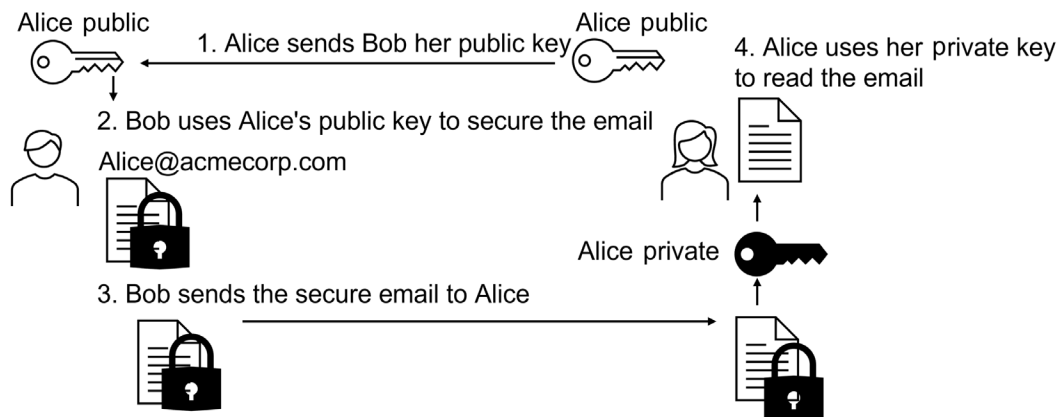 Alice public
Alice public
1. Alice sends Bob her public key
4. Alice uses her private key
to read the email
2. Bob uses Alice's public key to secure the email
Alice@acmecorp.com
Alice private
3. Bob sends the secure email to Alice